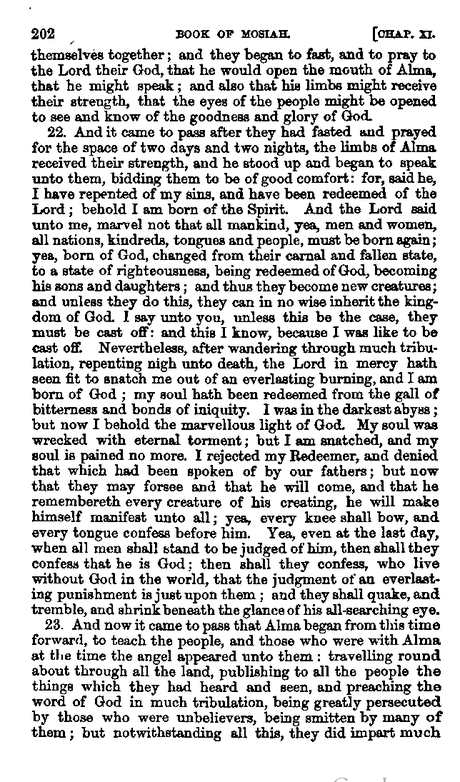 202 BOOK OF MOSIAH. [CHAP. XI.
themselves together; and they began to fast, and to pray to
the Lord their God, that he would open the mouth of Alma,
that he might speak; and also that his limbs might receive
their strength, that the eyes of the people might be opened
to see and know of the goodness and glory of God.
22. And it came to pass after they had fasted and prayed
for the space of two days and two nights, the limbs of Alma
received their strength, and he stood up and began to speak
unto them, bidding them to be of good comfort: for, said he,
I have repented of my sins, and have been redeemed of the
Lord; behold I am born of the Spirit. And the Lord said
unto me, marvel not that all mankind, yea, men and women,
all nations, kindreds, tongues and people, must be born again;
yea, born of God, changed from their carnal and fallen state,
to a state of righteousness, being redeemed of God, becoming
his sons and daughters; and thus they become new creatures;
and unless they do this, they can in no wise inherit the king-
dom of God. I say unto you, unless this be the case, they
must be cast off: and this I know, because I was like to be
cast off. Nevertheless, after wandering through much tribu-
lation, repenting nigh unto death, the Lord in mercy hath
seen fit to snatch me out of an everlasting burning, and I am
born of God; my soul hath been redeemed from the gall of
bitterness and bonds of iniquity. I was in the darkest abyss;
but now I behold the marvellous light of God. My soul was
wrecked with eternal torment; but I am snatched, and my
soul is pained no more. I rejected my Redeemer, and denied
that which had been spoken of by our fathers; but now
that they may forsee and that he will come, and that he
remembereth every creature of his creating, he will make
himself manifest unto all; yea, every knee shall bow, and
every tongue confess before him. Yea, even at the last day,
when all men shall stand to be judged of him, then shall they
confess that he is God; then shall they confess, who live
without God in the world, that the judgment of an everlast-
ing punishment is just upon them; and they shall quake, and
tremble, and shrink beneath the glance of his all-searching eye.
23. And now it came to pass that Alma began from this time
forward, to teach the people, and those who were with Alma
at the time the angel appeared unto them: travelling round
about through all the land, publishing to all the people the
things which they had heard and seen, and preaching the
word of God in much tribulation, being greatly persecuted
by those who were unbelievers, being smitten by many of
them; but notwithstanding all this, they did impart much